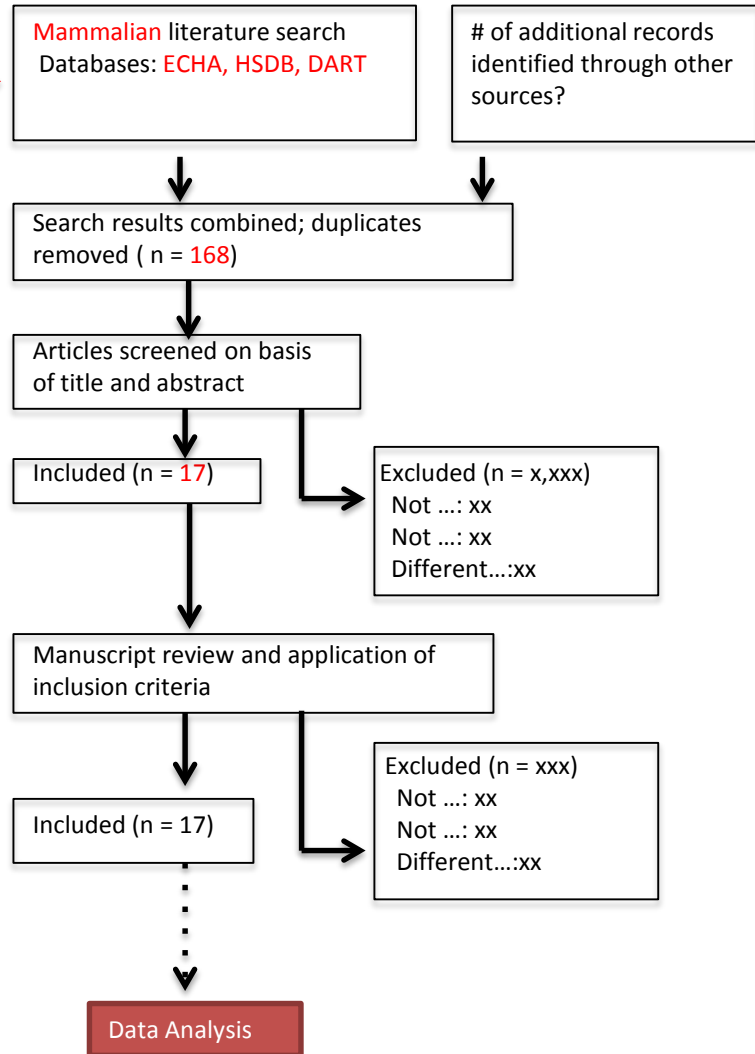 Mammalian literature search
Databases: ECHA, HSDB, DART
# of additional records
identified through other
sources?
Search results combined; duplicates
removed ( n = 168)
Articles screened on basis
of title and abstract
Included (n = 17)
Excluded (n = x,xxx)
Not …: xx
Not …: xx
Different…:xx
Manuscript review and application of
inclusion criteria
Included (n = 17)
Excluded (n = xxx)
Not …: xx
Not …: xx
Different…:xx
Data Analysis